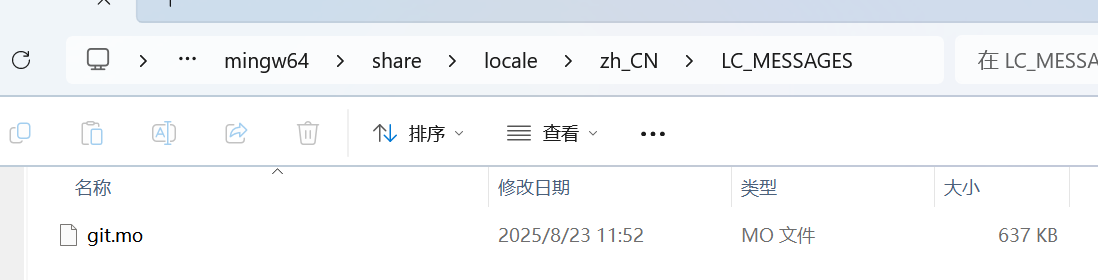 mingw64 share locale zh_CN LC_MESSAGES 在 LC_MESSA
排序 查看
名称 修改日期 类型 大小
git.mo 2025/8/23 11:52 MO 文件 637 KB